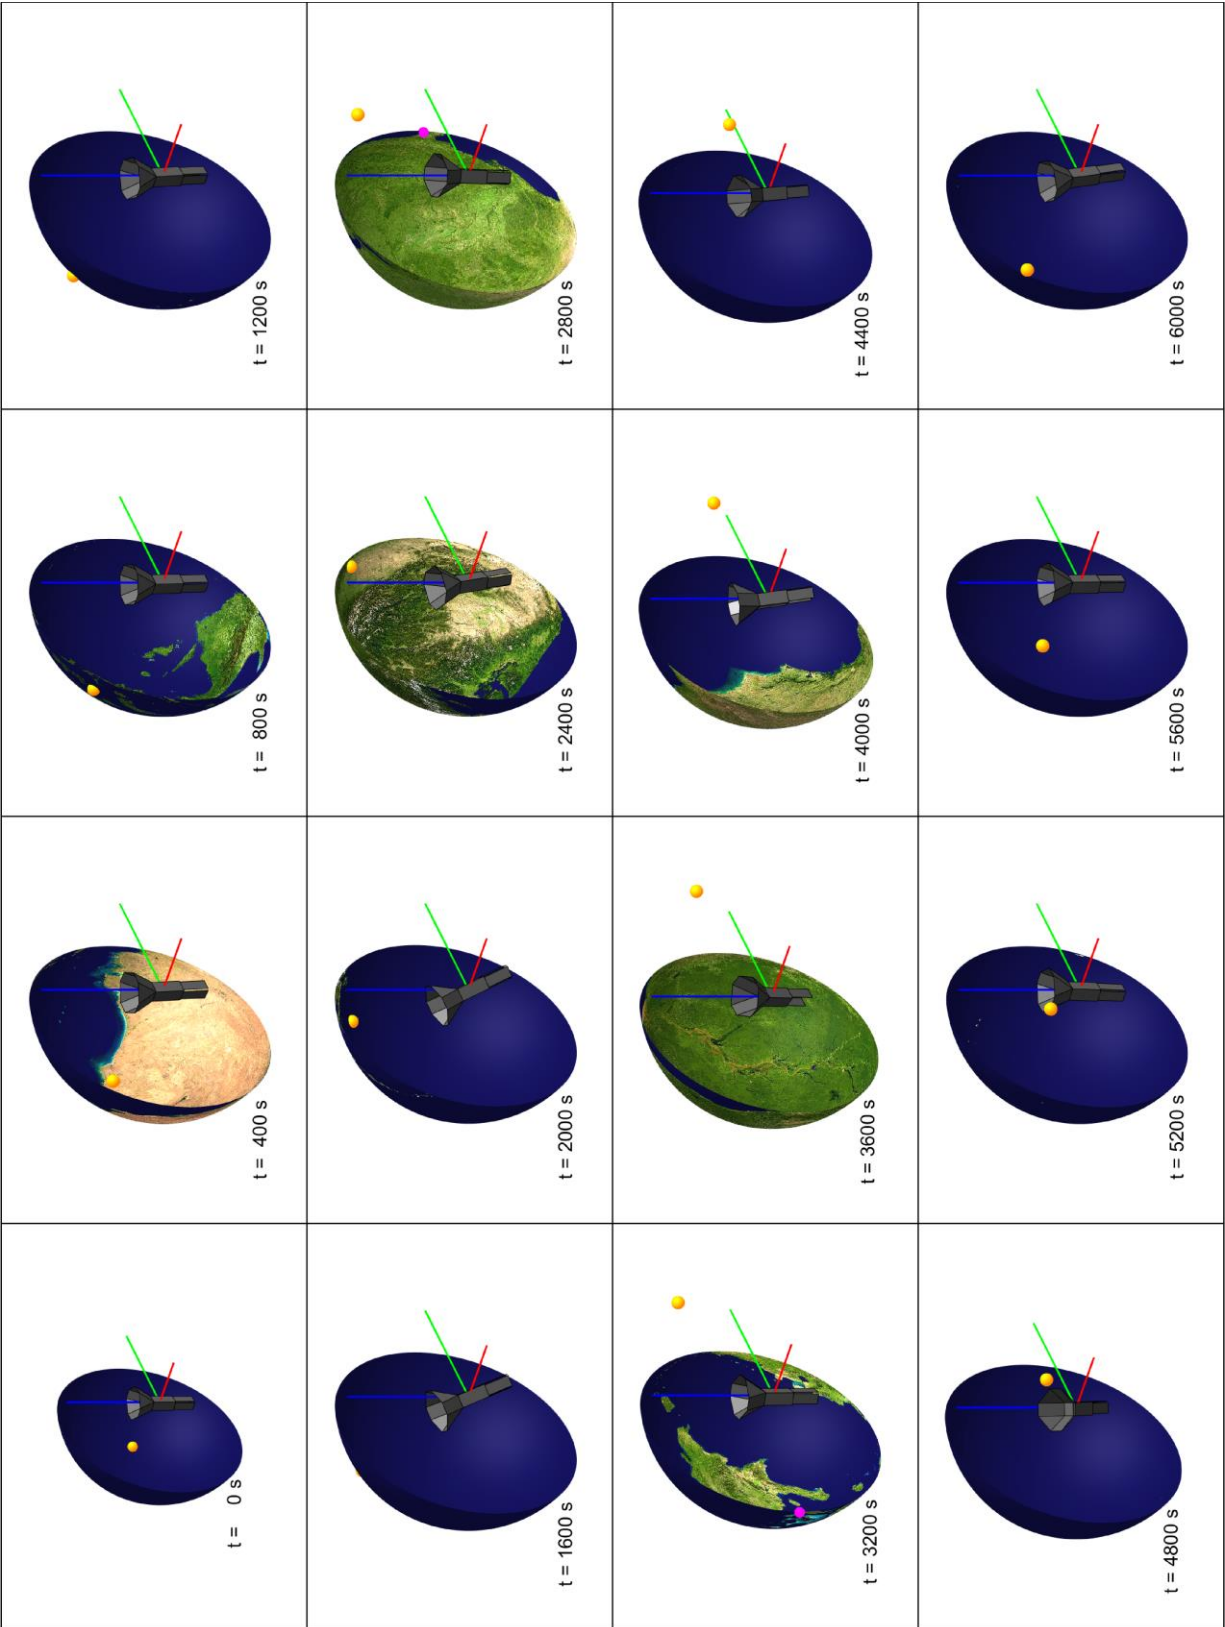 t =    0 s
t =  400 s
t =  800 s
t = 1200 s
t = 1600 s
t = 2000 s
t = 2400 s
t = 2800 s
t = 3200 s
t = 3600 s
t = 4000 s
t = 4400 s
t = 4800 s
t = 5200 s
t = 5600 s
t = 6000 s